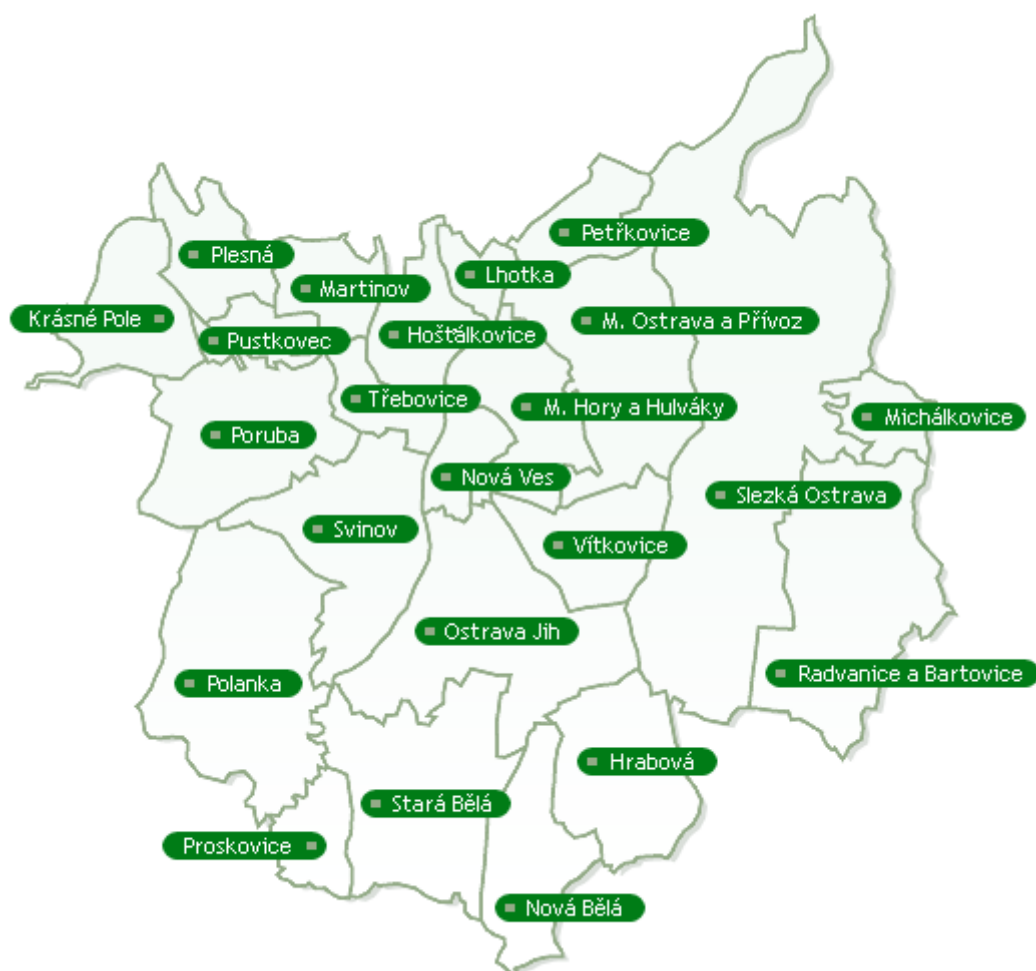 Petřkovice
Plesná
Lhotka
Martinov
Krásné Pole
M. Ostrava a Přívoz
Hošťálkovice
Pustkovec
Třebovice
M. Hory a Hulváky
Michálkovice
Poruba
Nová Ves
Slezká Ostrava
Svinov
Vítkovice
Ostrava Jih
Radvanice a Bartovice
Polanka
Hrabová
Stará Bělá
Proskovice
Nová Bělá